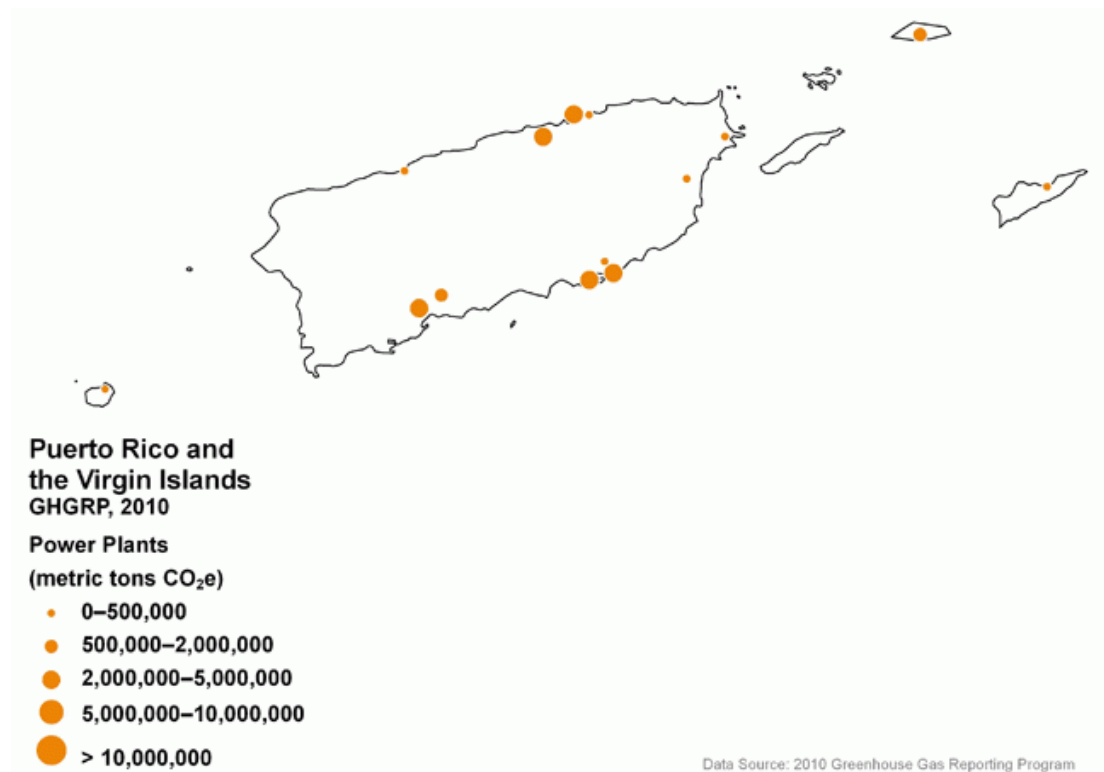 Puerto Rico and
the Virgin Islands
GHGRP, 2010
Power Plants
(metric tons CO₂e)
0–500,000
500,000–2,000,000
2,000,000–5,000,000
5,000,000–10,000,000
> 10,000,000
Data Source: 2010 Greenhouse Gas Reporting Program